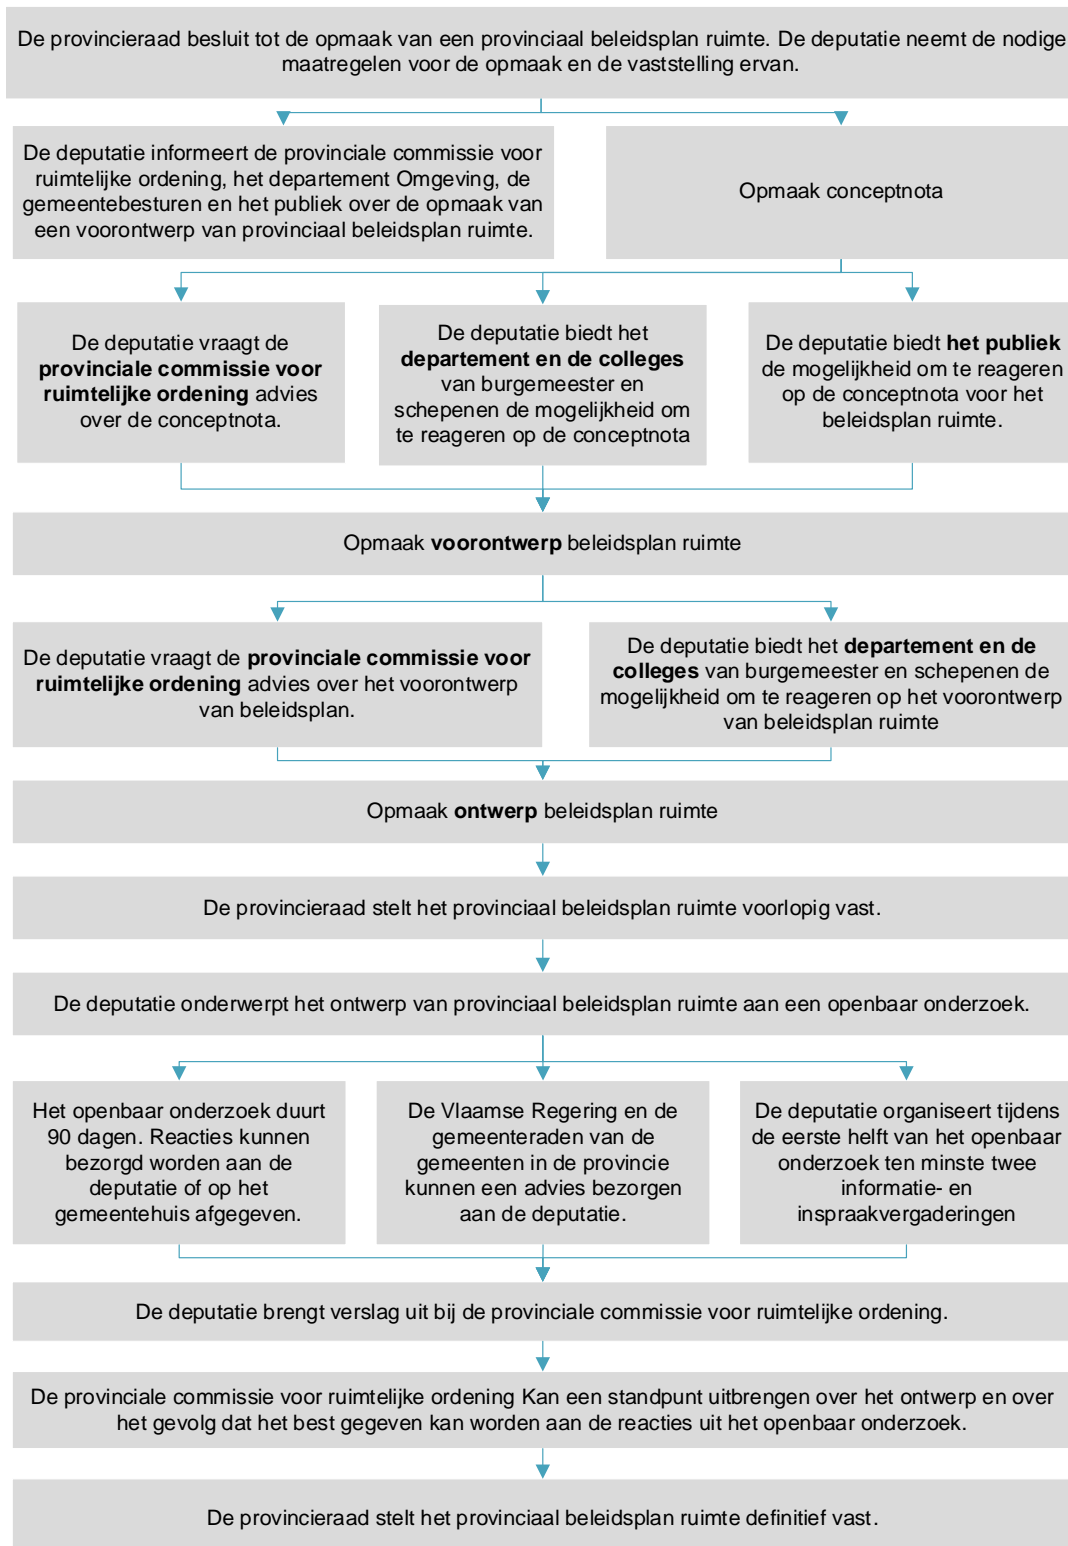 De provincieraad besluit tot de opmaak van een provinciaal beleidsplan ruimte. De deputatie neemt de nodige
maatregelen voor de opmaak en de vaststelling ervan.
De deputatie informeert de provinciale commissie voor
ruimtelijke ordening, het departement Omgeving, de
gemeentebesturen en het publiek over de opmaak van
een voorontwerp van provinciaal beleidsplan ruimte.
Opmaak conceptnota
De deputatie vraagt de
provinciale commissie voor
ruimtelijke ordening advies
over de conceptnota.
De deputatie biedt het
departement en de colleges
van burgemeester en
schepenen de mogelijkheid om
te reageren op de conceptnota
De deputatie biedt het publiek
de mogelijkheid om te reageren
op de conceptnota voor het
beleidsplan ruimte.
Opmaak voorontwerp beleidsplan ruimte
De deputatie vraagt de provinciale commissie voor
ruimtelijke ordening advies over het voorontwerp
van beleidsplan.
De deputatie biedt het departement en de
colleges van burgemeester en schepenen de
mogelijkheid om te reageren op het voorontwerp
van beleidsplan ruimte
Opmaak ontwerp beleidsplan ruimte
De provincieraad stelt het provinciaal beleidsplan ruimte voorlopig vast.
De deputatie onderwerpt het ontwerp van provinciaal beleidsplan ruimte aan een openbaar onderzoek.
Het openbaar onderzoek duurt
90 dagen. Reacties kunnen
bezorgd worden aan de
deputatie of op het
gemeentehuis afgegeven.
De Vlaamse Regering en de
gemeenteraden van de
gemeenten in de provincie
kunnen een advies bezorgen
aan de deputatie.
De deputatie organiseert tijdens
de eerste helft van het openbaar
onderzoek ten minste twee
informatie- en
inspraakvergaderingen
De deputatie brengt verslag uit bij de provinciale commissie voor ruimtelijke ordening.
De provinciale commissie voor ruimtelijke ordening Kan een standpunt uitbrengen over het ontwerp en over
het gevolg dat het best gegeven kan worden aan de reacties uit het openbaar onderzoek.
De provincieraad stelt het provinciaal beleidsplan ruimte definitief vast.